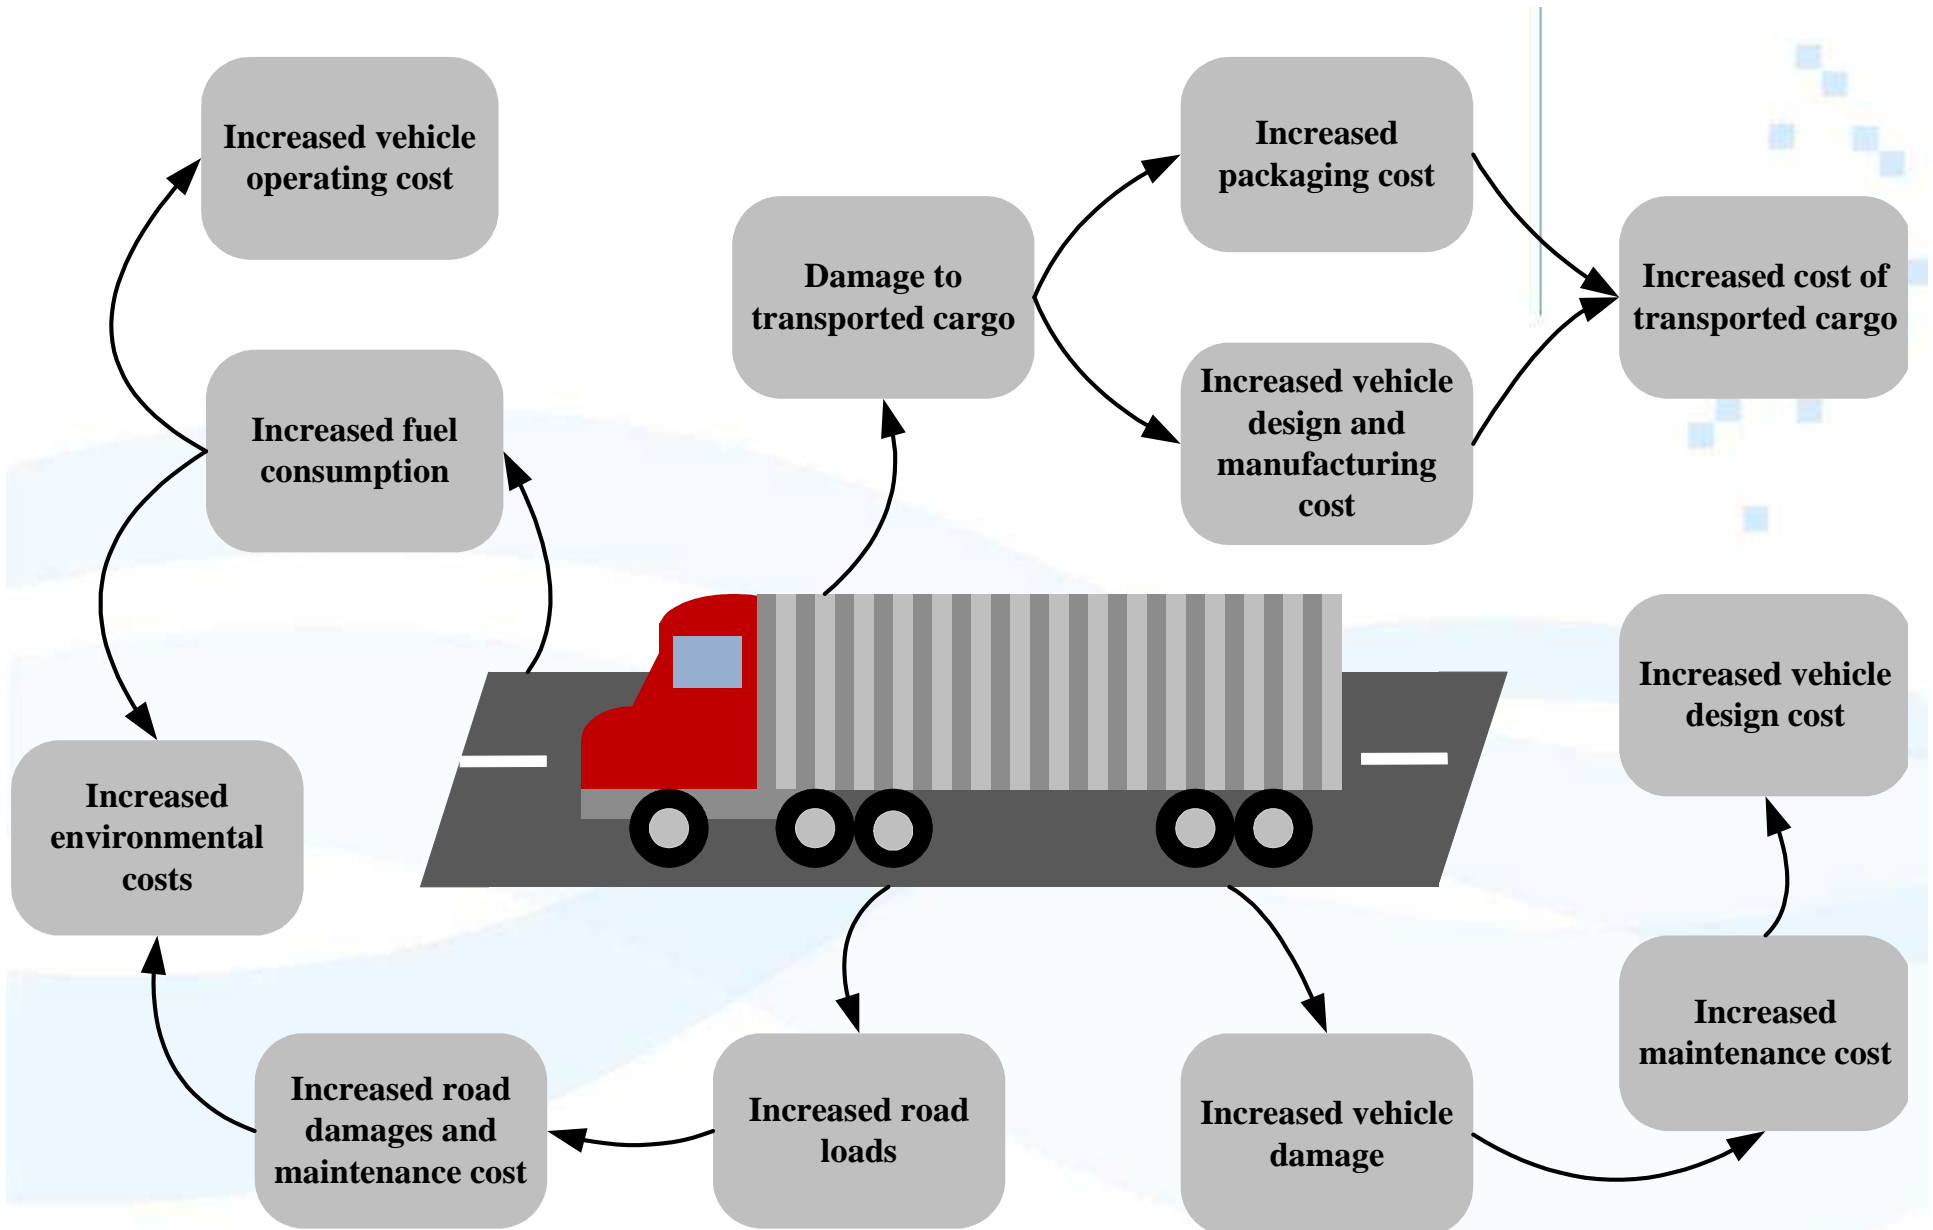 Increased vehicle
operating cost
Increased fuel
consumption
Increased
environmental
costs
Increased road
damages and
maintenance cost
Increased road
loads
Damage to
transported cargo
Increased
packaging cost
Increased vehicle
design and
manufacturing
cost
Increased cost of
transported cargo
Increased vehicle
damage
Increased
maintenance cost
Increased vehicle
design cost